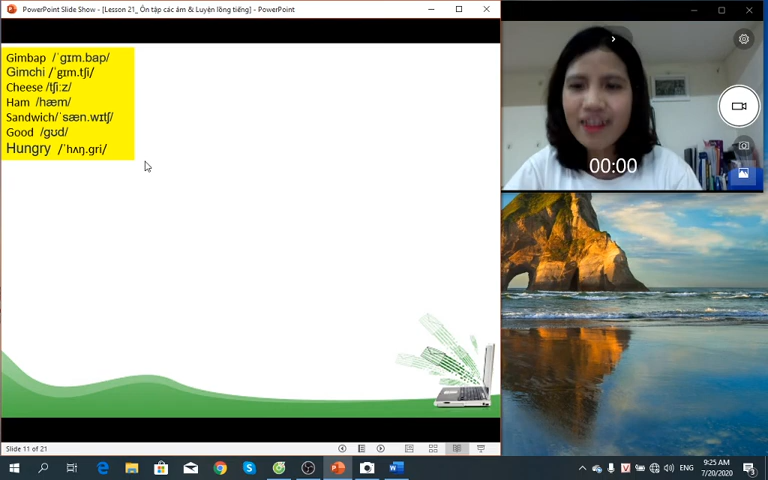 PowerPoint Slide Show - [Lesson 21_ Ôn tập các âm & Luyện lồng tiếng] - PowerPoint
Gimbap /ˈgɪm.bap/
Gimchi /ˈgɪm.tʃi/
Cheese /tʃiːz/
Ham /hæm/
Sandwich/ˈsæn.wɪtʃ/
Good /gʊd/
Hungry /ˈhʌŋ.gri/
00:00
Slide 11 of 21
ENG
9:25 AM
7/20/2020